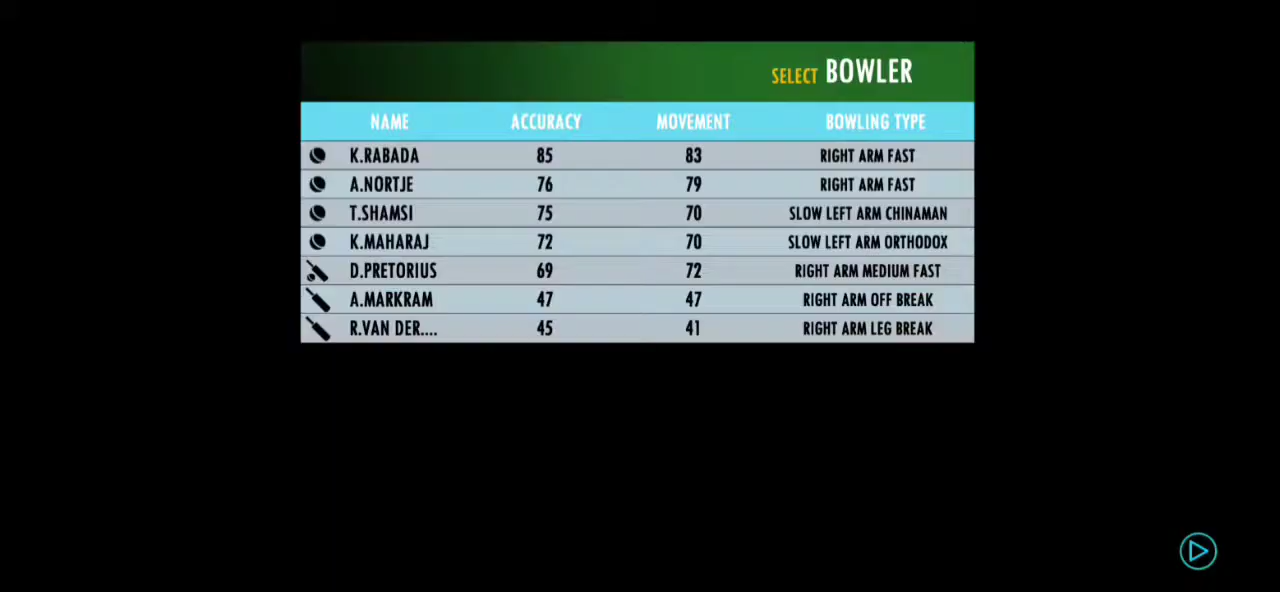 SELECT BOWLER
NAME ACCURACY MOVEMENT BOWLING TYPE
K.RABADA 85 83 RIGHT ARM FAST
A.NORTJE 76 79 RIGHT ARM FAST
T.SHAMSI 75 70 SLOW LEFT ARM CHINAMAN
K.MAHARAJ 72 70 SLOW LEFT ARM ORTHODOX
D.PRETORIUS 69 72 RIGHT ARM MEDIUM FAST
A.MARKRAM 47 47 RIGHT ARM OFF BREAK
R.VAN DER.... 45 41 RIGHT ARM LEG BREAK